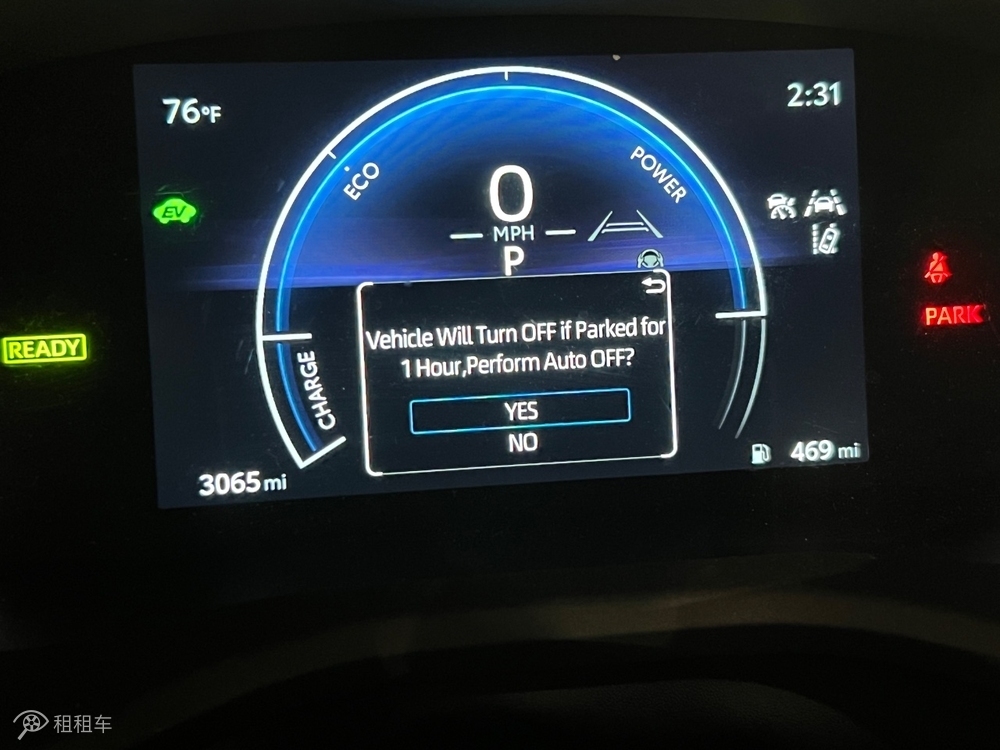 76°F
2:31
ECO
POWER
EV
0
MPH
P
READY
PARK
Vehicle Will Turn OFF if Parked for
1 Hour,Perform Auto OFF?
YES
NO
CHARGE
3065 mi
469 mi
租租车